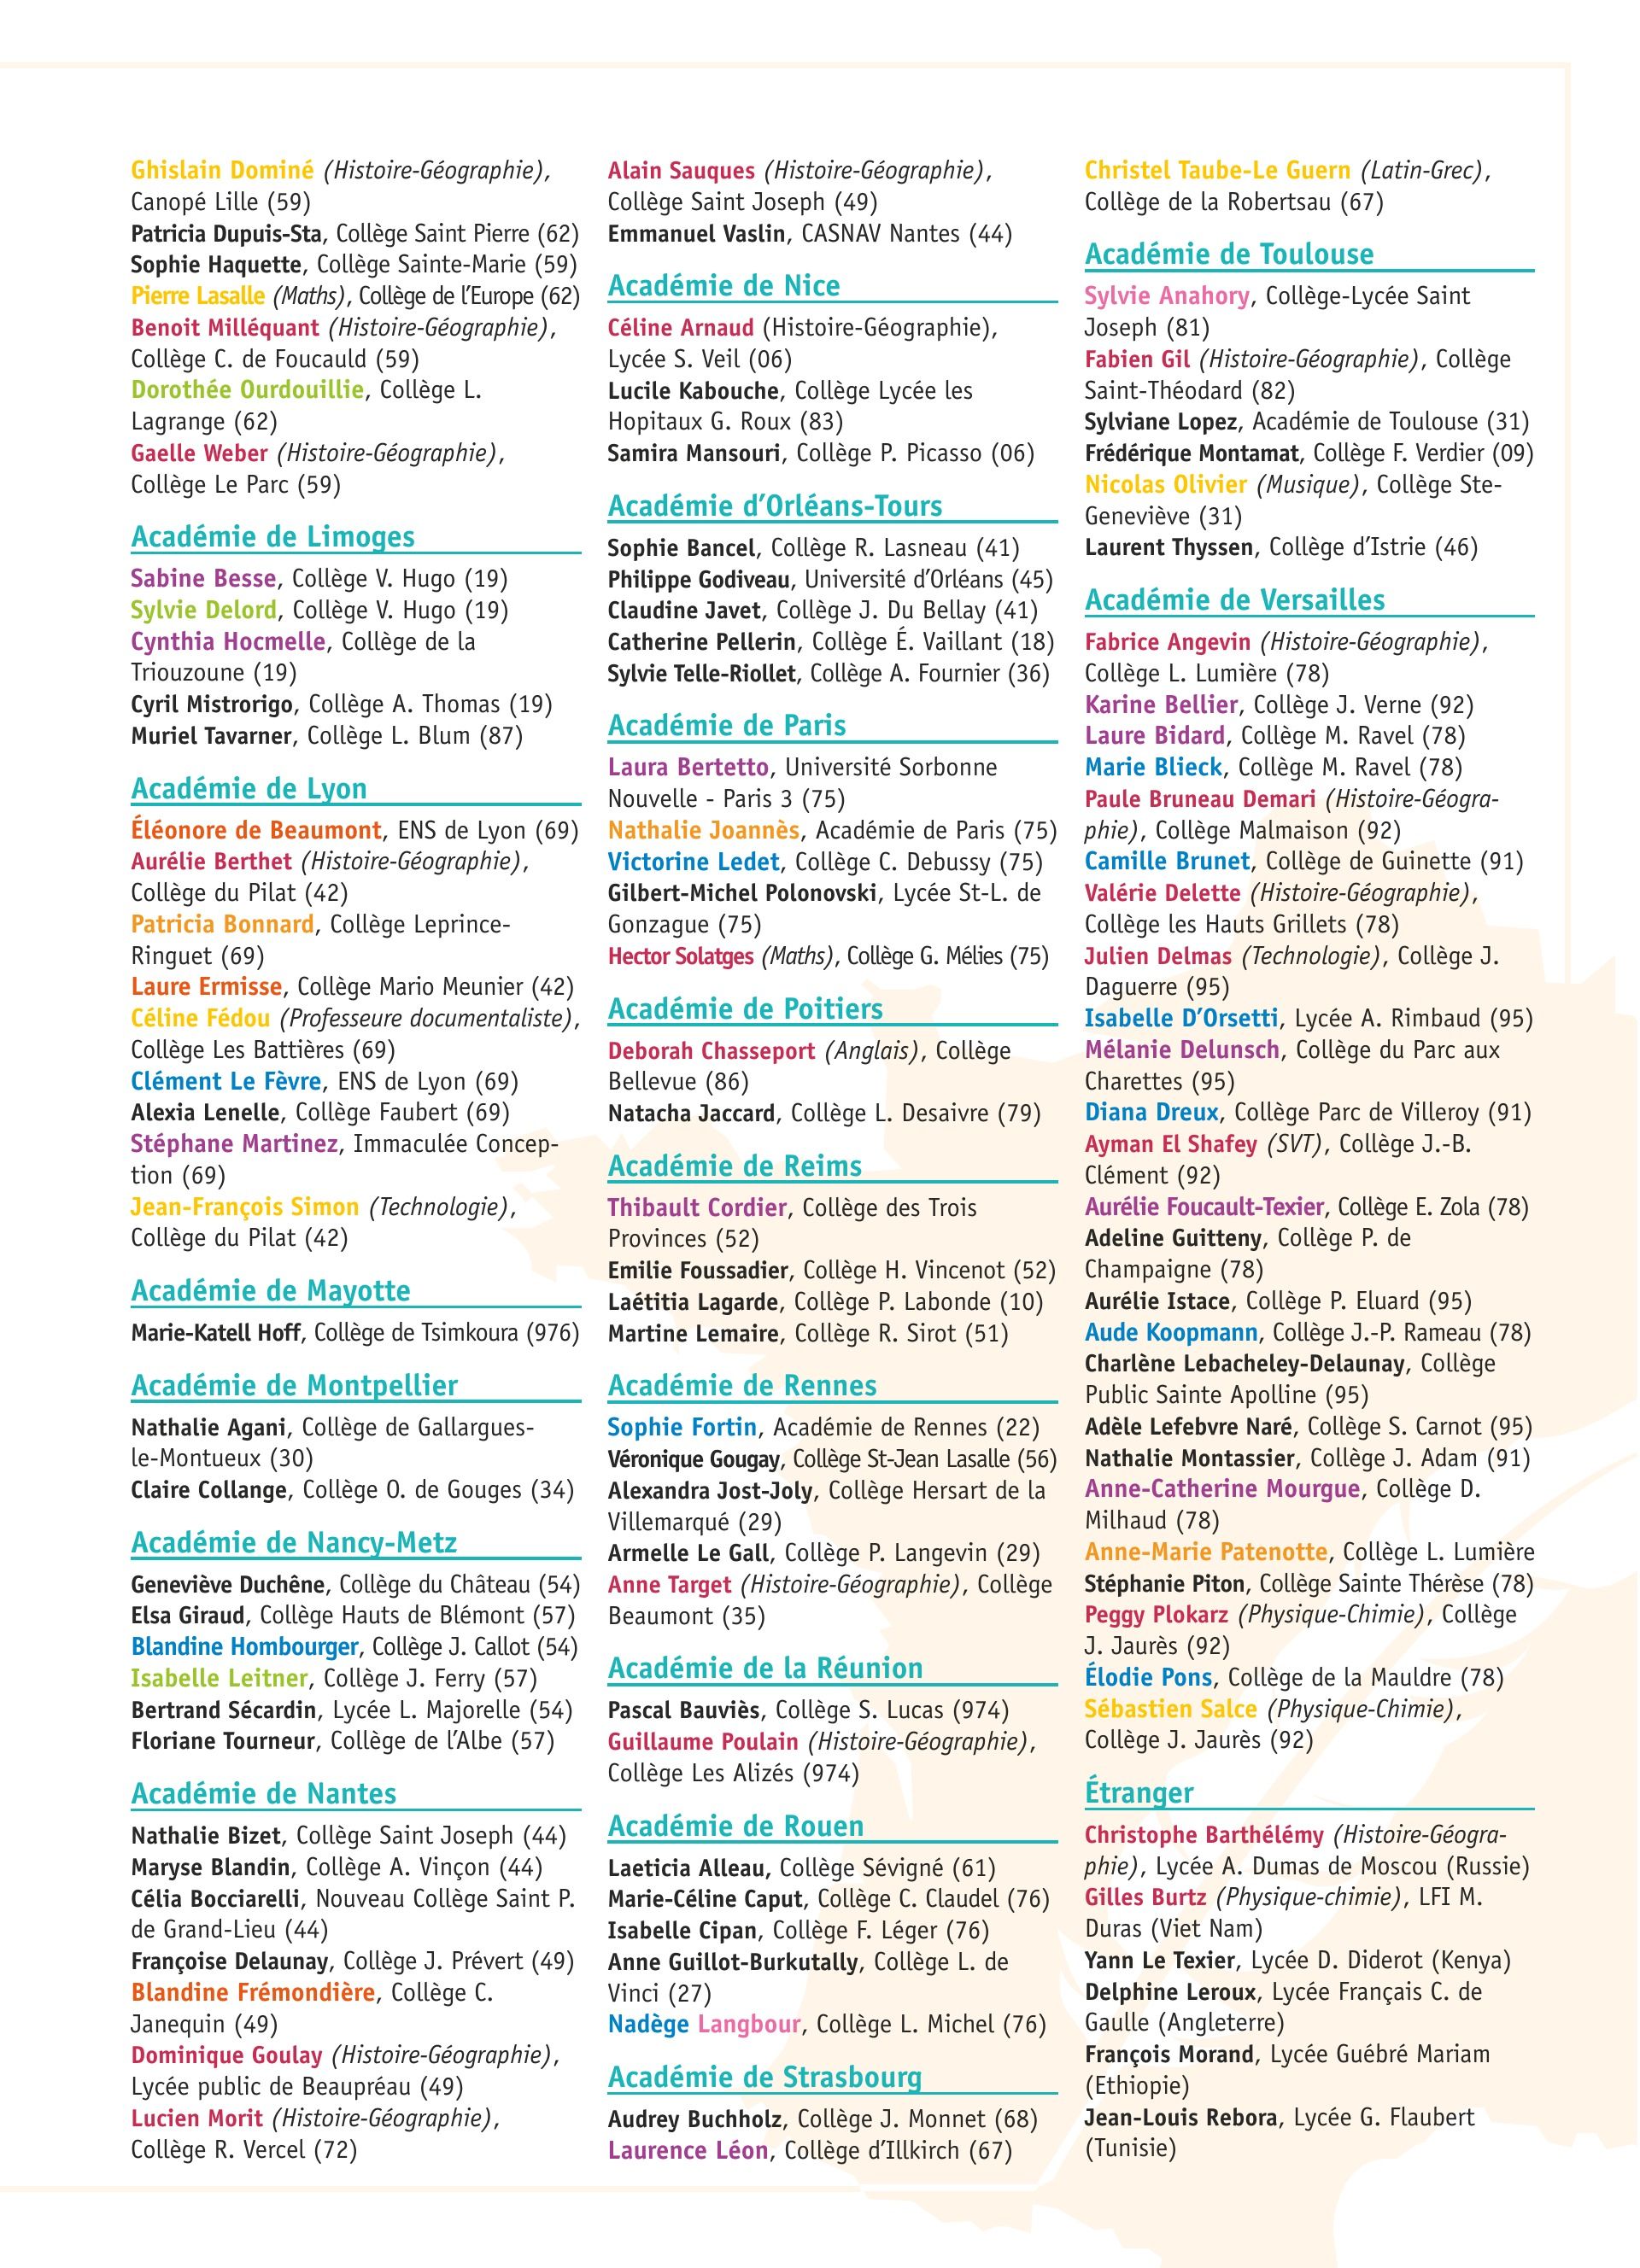 Ghislain Dominé (Histoire-Géographie),
Canopé Lille (59)
Patricia Dupuis-Sta, Collège Saint Pierre (62)
Sophie Haquette, Collège Sainte-Marie (59)
Pierre Lasalle (Maths), Collège de l'Europe (62)
Benoit Milléquant (Histoire-Géographie),
Collège C. de Foucauld (59)
Dorothée Ourdouillie, Collège L.
Lagrange (62)
Gaelle Weber (Histoire-Géographie),
Collège Le Parc (59)
Académie de Limoges
Sabine Besse, Collège V. Hugo (19)
Sylvie Delord, Collège V. Hugo (19)
Cynthia Hocmelle, Collège de la
Triouzoune (19)
Cyril Mistrorigo, Collège A. Thomas (19)
Muriel Tavarner, Collège L. Blum (87)
Académie de Lyon
Éléonore de Beaumont, ENS de Lyon (69)
Aurélie Berthet (Histoire-Géographie),
Collège du Pilat (42)
Patricia Bonnard, Collège Leprince-
Ringuet (69)
Laure Ermisse, Collège Mario Meunier (42)
Céline Fédou (Professeure documentaliste),
Collège Les Battières (69)
Clément Le Fèvre, ENS de Lyon (69)
Alexia Lenelle, Collège Faubert (69)
Stéphane Martinez, Immaculée Concep-
tion (69)
Jean-François Simon (Technologie),
Collège du Pilat (42)
Académie de Mayotte
Marie-Katell Hoff, Collège de Tsimkoura (976)
Académie de Montpellier
Nathalie Agani, Collège de Gallargues-
le-Montueux (30)
Claire Collange, Collège O. de Gouges (34)
Académie de Nancy-Metz
Geneviève Duchêne, Collège du Château (54)
Elsa Giraud, Collège Hauts de Blémont (57)
Blandine Hombourger, Collège J. Callot (54)
Isabelle Leitner, Collège J. Ferry (57)
Bertrand Sécardin, Lycée L. Majorelle (54)
Floriane Tourneur, Collège de l'Albe (57)
Académie de Nantes
Nathalie Bizet, Collège Saint Joseph (44)
Maryse Blandin, Collège A. Vinçon (44)
Célia Bocciarelli, Nouveau Collège Saint P.
de Grand-Lieu (44)
Françoise Delaunay, Collège J. Prévert (49)
Blandine Frémondière, Collège C.
Janequin (49)
Dominique Goulay (Histoire-Géographie),
Lycée public de Beaupréau (49)
Lucien Morit (Histoire-Géographie),
Collège R. Vercel (72)
Alain Sauques (Histoire-Géographie),
Collège Saint Joseph (49)
Emmanuel Vaslin, CASNAV Nantes (44)
Académie de Nice
Céline Arnaud (Histoire-Géographie),
Lycée S. Veil (06)
Lucile Kabouche, Collège Lycée les
Hopitaux G. Roux (83)
Samira Mansouri, Collège P. Picasso (06)
Académie d'Orléans-Tours
Sophie Bancel, Collège R. Lasneau (41)
Philippe Godiveau, Université d'Orléans (45)
Claudine Javet, Collège J. Du Bellay (41)
Catherine Pellerin, Collège É. Vaillant (18)
Sylvie Telle-Riollet, Collège A. Fournier (36)
Académie de Paris
Laura Bertetto, Université Sorbonne
Nouvelle - Paris 3 (75)
Nathalie Joannès, Académie de Paris (75)
Victorine Ledet, Collège C. Debussy (75)
Gilbert-Michel Polonovski, Lycée St-L. de
Gonzague (75)
Hector Solatges (Maths), Collège G. Mélies (75)
Académie de Poitiers
Deborah Chasseport (Anglais), Collège
Bellevue (86)
Natacha Jaccard, Collège L. Desaivre (79)
Académie de Reims
Thibault Cordier, Collège des Trois
Provinces (52)
Emilie Foussadier, Collège H. Vincenot (52)
Laétitia Lagarde, Collège P. Labonde (10)
Martine Lemaire, Collège R. Sirot (51)
Académie de Rennes
Sophie Fortin, Académie de Rennes (22)
Véronique Gougay, Collège St-Jean Lasalle (56)
Alexandra Jost-Joly, Collège Hersart de la
Villemarqué (29)
Armelle Le Gall, Collège P. Langevin (29)
Anne Target (Histoire-Géographie), Collège
Beaumont (35)
Académie de la Réunion
Pascal Bauviès, Collège S. Lucas (974)
Guillaume Poulain (Histoire-Géographie),
Collège Les Alizés (974)
Académie de Rouen
Laeticia Alleau, Collège Sévigné (61)
Marie-Céline Caput, Collège C. Claudel (76)
Isabelle Cipan, Collège F. Léger (76)
Anne Guillot-Burkutally, Collège L. de
Vinci (27)
Nadège Langbour, Collège L. Michel (76)
Académie de Strasbourg
Audrey Buchholz, Collège J. Monnet (68)
Laurence Léon, Collège d'Illkirch (67)
Christel Taube-Le Guern (Latin-Grec),
Collège de la Robertsau (67)
Académie de Toulouse
Sylvie Anahory, Collège-Lycée Saint
Joseph (81)
Fabien Gil (Histoire-Géographie), Collège
Saint-Théodard (82)
Sylviane Lopez, Académie de Toulouse (31)
Frédérique Montamat, Collège F. Verdier (09)
Nicolas Olivier (Musique), Collège Ste-
Geneviève (31)
Laurent Thyssen, Collège d'Istrie (46)
Académie de Versailles
Fabrice Angevin (Histoire-Géographie),
Collège L. Lumière (78)
Karine Bellier, Collège J. Verne (92)
Laure Bidard, Collège M. Ravel (78)
Marie Blieck, Collège M. Ravel (78)
Paule Bruneau Demari (Histoire-Géogra-
phie), Collège Malmaison (92)
Camille Brunet, Collège de Guinette (91)
Valérie Delette (Histoire-Géographie),
Collège les Hauts Grillets (78)
Julien Delmas (Technologie), Collège J.
Daguerre (95)
Isabelle D'Orsetti, Lycée A. Rimbaud (95)
Mélanie Delunsch, Collège du Parc aux
Charettes (95)
Diana Dreux, Collège Parc de Villeroy (91)
Ayman El Shafey (SVT), Collège J.-B.
Clément (92)
Aurélie Foucault-Texier, Collège E. Zola (78)
Adeline Guitteny, Collège P. de
Champaigne (78)
Aurélie Istace, Collège P. Eluard (95)
Aude Koopmann, Collège J.-P. Rameau (78)
Charlène Lebacheley-Delaunay, Collège
Public Sainte Apolline (95)
Adèle Lefebvre Naré, Collège S. Carnot (95)
Nathalie Montassier, Collège J. Adam (91)
Anne-Catherine Mourgue, Collège D.
Milhaud (78)
Anne-Marie Patenotte, Collège L. Lumière
Stéphanie Piton, Collège Sainte Thérèse (78)
Peggy Plokarz (Physique-Chimie), Collège
J. Jaurès (92)
Élodie Pons, Collège de la Mauldre (78)
Sébastien Salce (Physique-Chimie),
Collège J. Jaurès (92)
Étranger
Christophe Barthélémy (Histoire-Géogra-
phie), Lycée A. Dumas de Moscou (Russie)
Gilles Burtz (Physique-chimie), LFI M.
Duras (Viet Nam)
Yann Le Texier, Lycée D. Diderot (Kenya)
Delphine Leroux, Lycée Français C. de
Gaulle (Angleterre)
François Morand, Lycée Guébré Mariam
(Ethiopie)
Jean-Louis Rebora, Lycée G. Flaubert
(Tunisie)